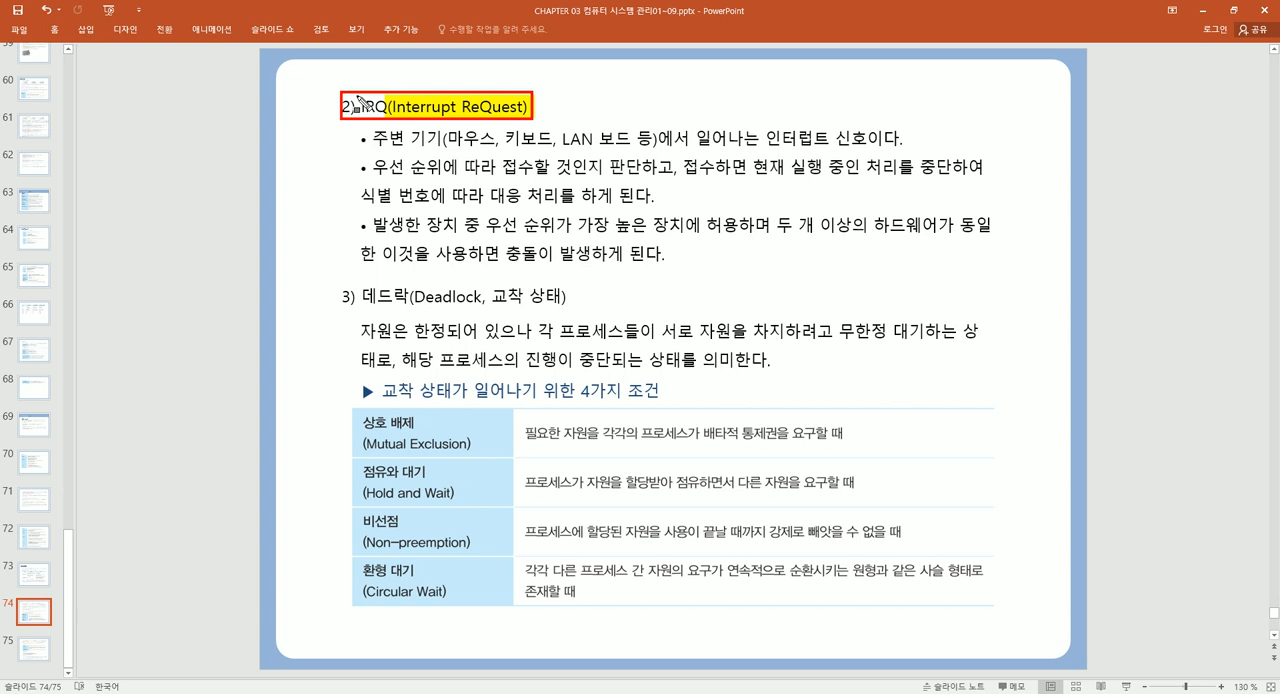 CHAPTER 03 컴퓨터 시스템 관리01~09.pptx - PowerPoint
파일 홈 삽입 디자인 전환 애니메이션 슬라이드 쇼 검토 보기 추가 기능 수행할 작업을 알려 주세요. 로그인 공유
60
61
62
63
64
65
66
67
68
69
70
71
72
73
74
75
2) IRQ(Interrupt ReQuest)
• 주변 기기(마우스, 키보드, LAN 보드 등)에서 일어나는 인터럽트 신호이다.
• 우선 순위에 따라 접수할 것인지 판단하고, 접수하면 현재 실행 중인 처리를 중단하여
식별 번호에 따라 대응 처리를 하게 된다.
• 발생한 장치 중 우선 순위가 가장 높은 장치에 허용하며 두 개 이상의 하드웨어가 동일
한 이것을 사용하면 충돌이 발생하게 된다.
3) 데드락(Deadlock, 교착 상태)
자원은 한정되어 있으나 각 프로세스들이 서로 자원을 차지하려고 무한정 대기하는 상
태로, 해당 프로세스의 진행이 중단되는 상태를 의미한다.
▶ 교착 상태가 일어나기 위한 4가지 조건
상호 배제
(Mutual Exclusion)
필요한 자원을 각각의 프로세스가 배타적 통제권을 요구할 때
점유와 대기
(Hold and Wait)
프로세스가 자원을 할당받아 점유하면서 다른 자원을 요구할 때
비선점
(Non-preemption)
프로세스에 할당된 자원을 사용이 끝날 때까지 강제로 빼앗을 수 없을 때
환형 대기
(Circular Wait)
각각 다른 프로세스 간 자원의 요구가 연속적으로 순환시키는 원형과 같은 사슬 형태로
존재할 때
슬라이드 74/75 한국어 슬라이드 노트 메모 130 %